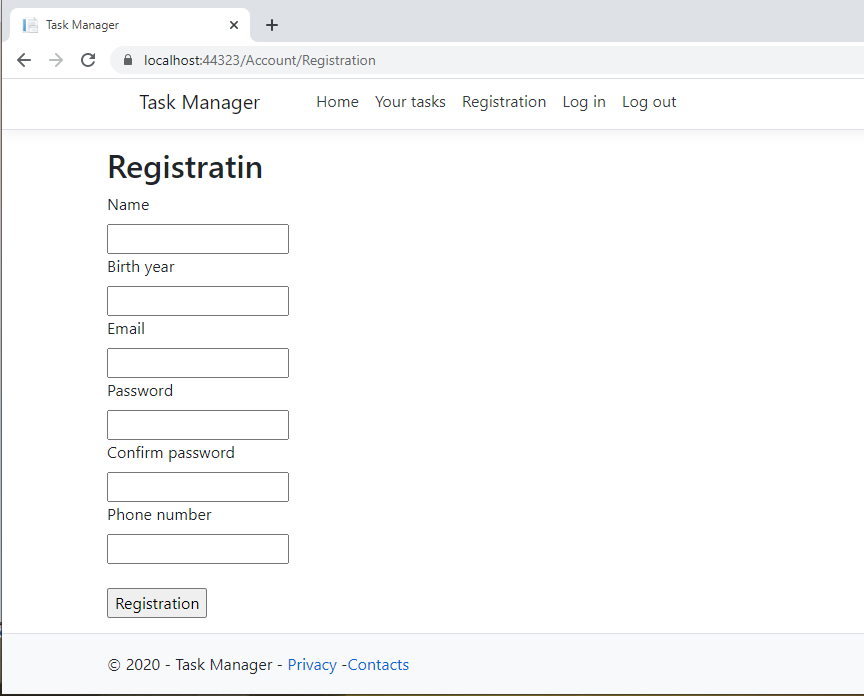 Task Manager
localhost:44323/Account/Registration
Task Manager Home Your tasks Registration Log in Log out
Registratin
Name
Birth year
Email
Password
Confirm password
Phone number
Registration
© 2020 - Task Manager - Privacy -Contacts